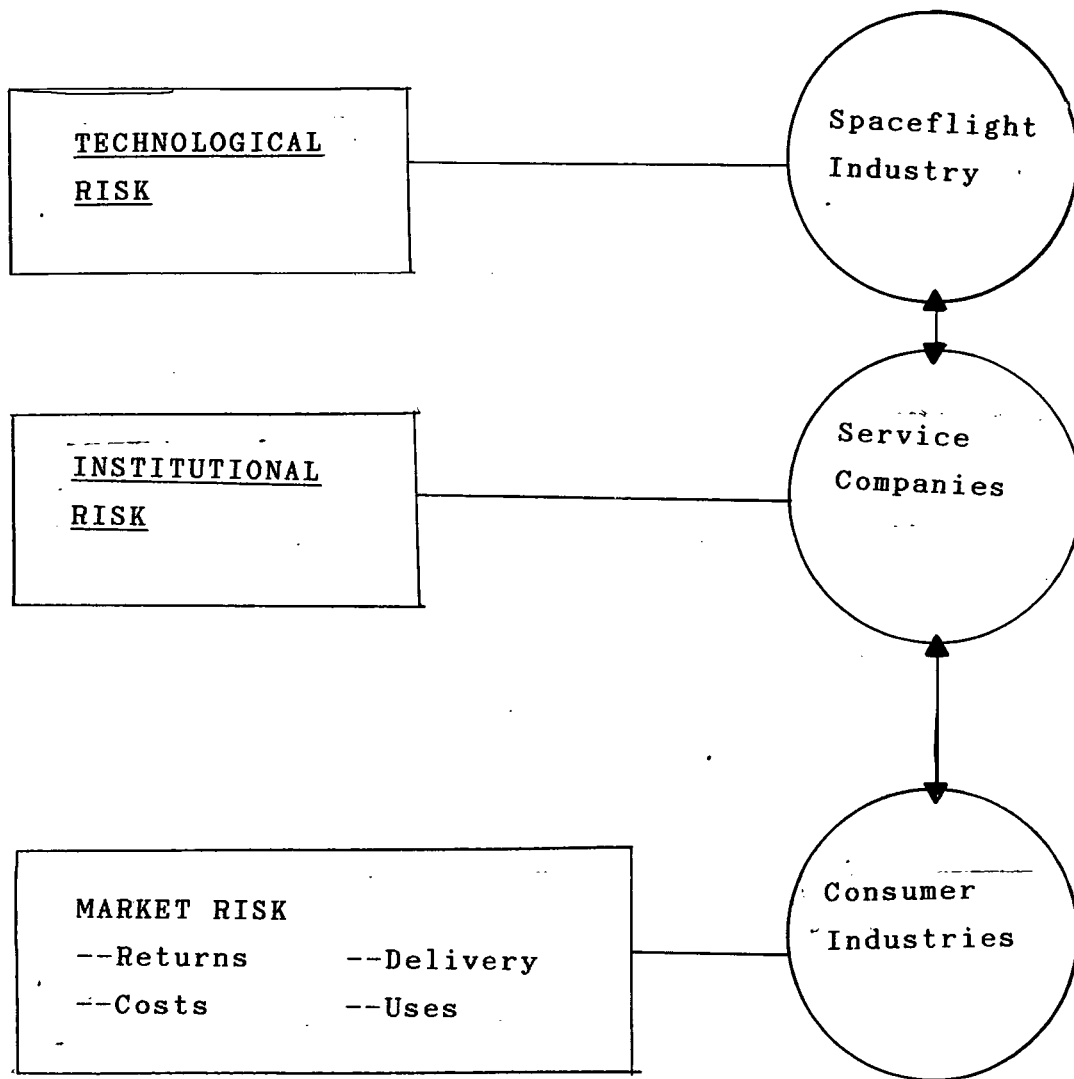 TECHNOLOGICAL
RISK
Spaceflight
Industry
INSTITUTIONAL
RISK
Service
Companies
MARKET RISK
--Returns --Delivery
--Costs --Uses
Consumer
Industries